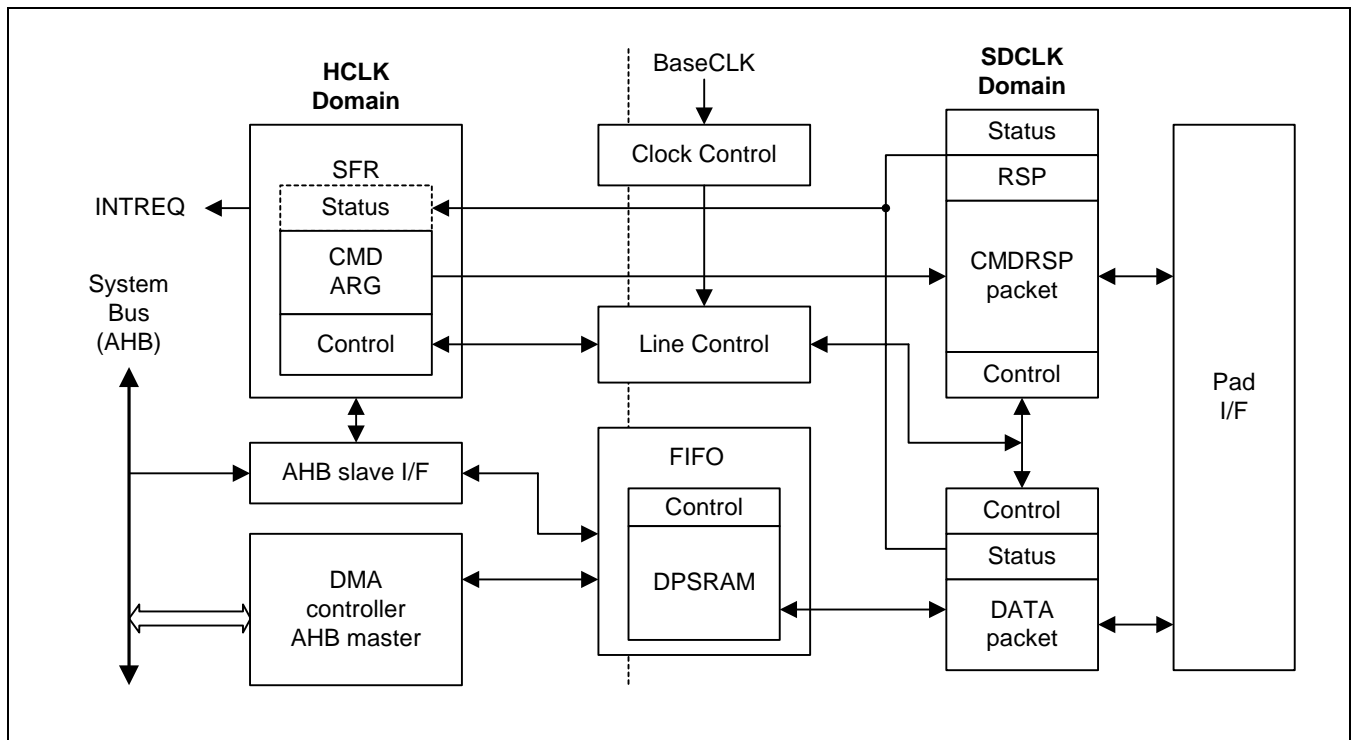 HCLK
Domain
BaseCLK
SDCLK
Domain
Clock Control
Status
RSP
CMDRSP
packet
Control
SFR
Status
CMD
ARG
Control
INTREQ
System
Bus
(AHB)
Line Control
Pad
I/F
AHB slave I/F
FIFO
Control
DPSRAM
Control
Status
DATA
packet
DMA
controller
AHB master